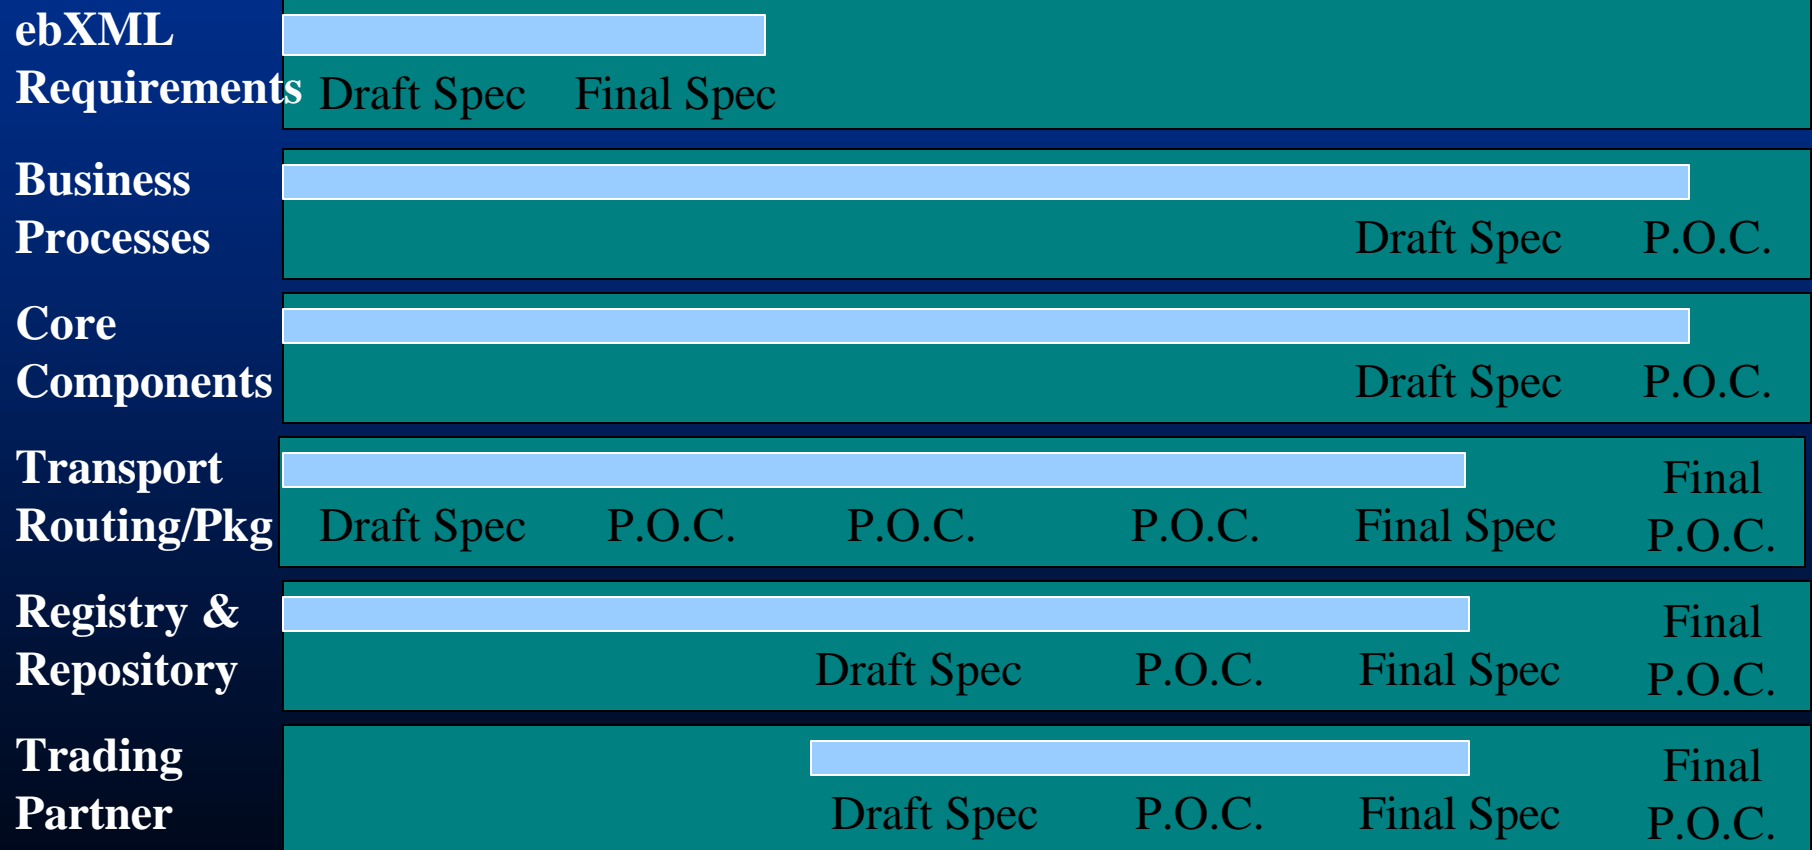 ebXML
Requirements
Draft Spec Final Spec
Business
Processes
Draft Spec P.O.C.
Core
Components
Draft Spec P.O.C.
Transport
Routing/Pkg
Draft Spec P.O.C. P.O.C. P.O.C. Final Spec
Final
P.O.C.
Registry &
Repository
Draft Spec P.O.C. Final Spec
Final
P.O.C.
Trading
Partner
Draft Spec P.O.C. Final Spec
Final
P.O.C.